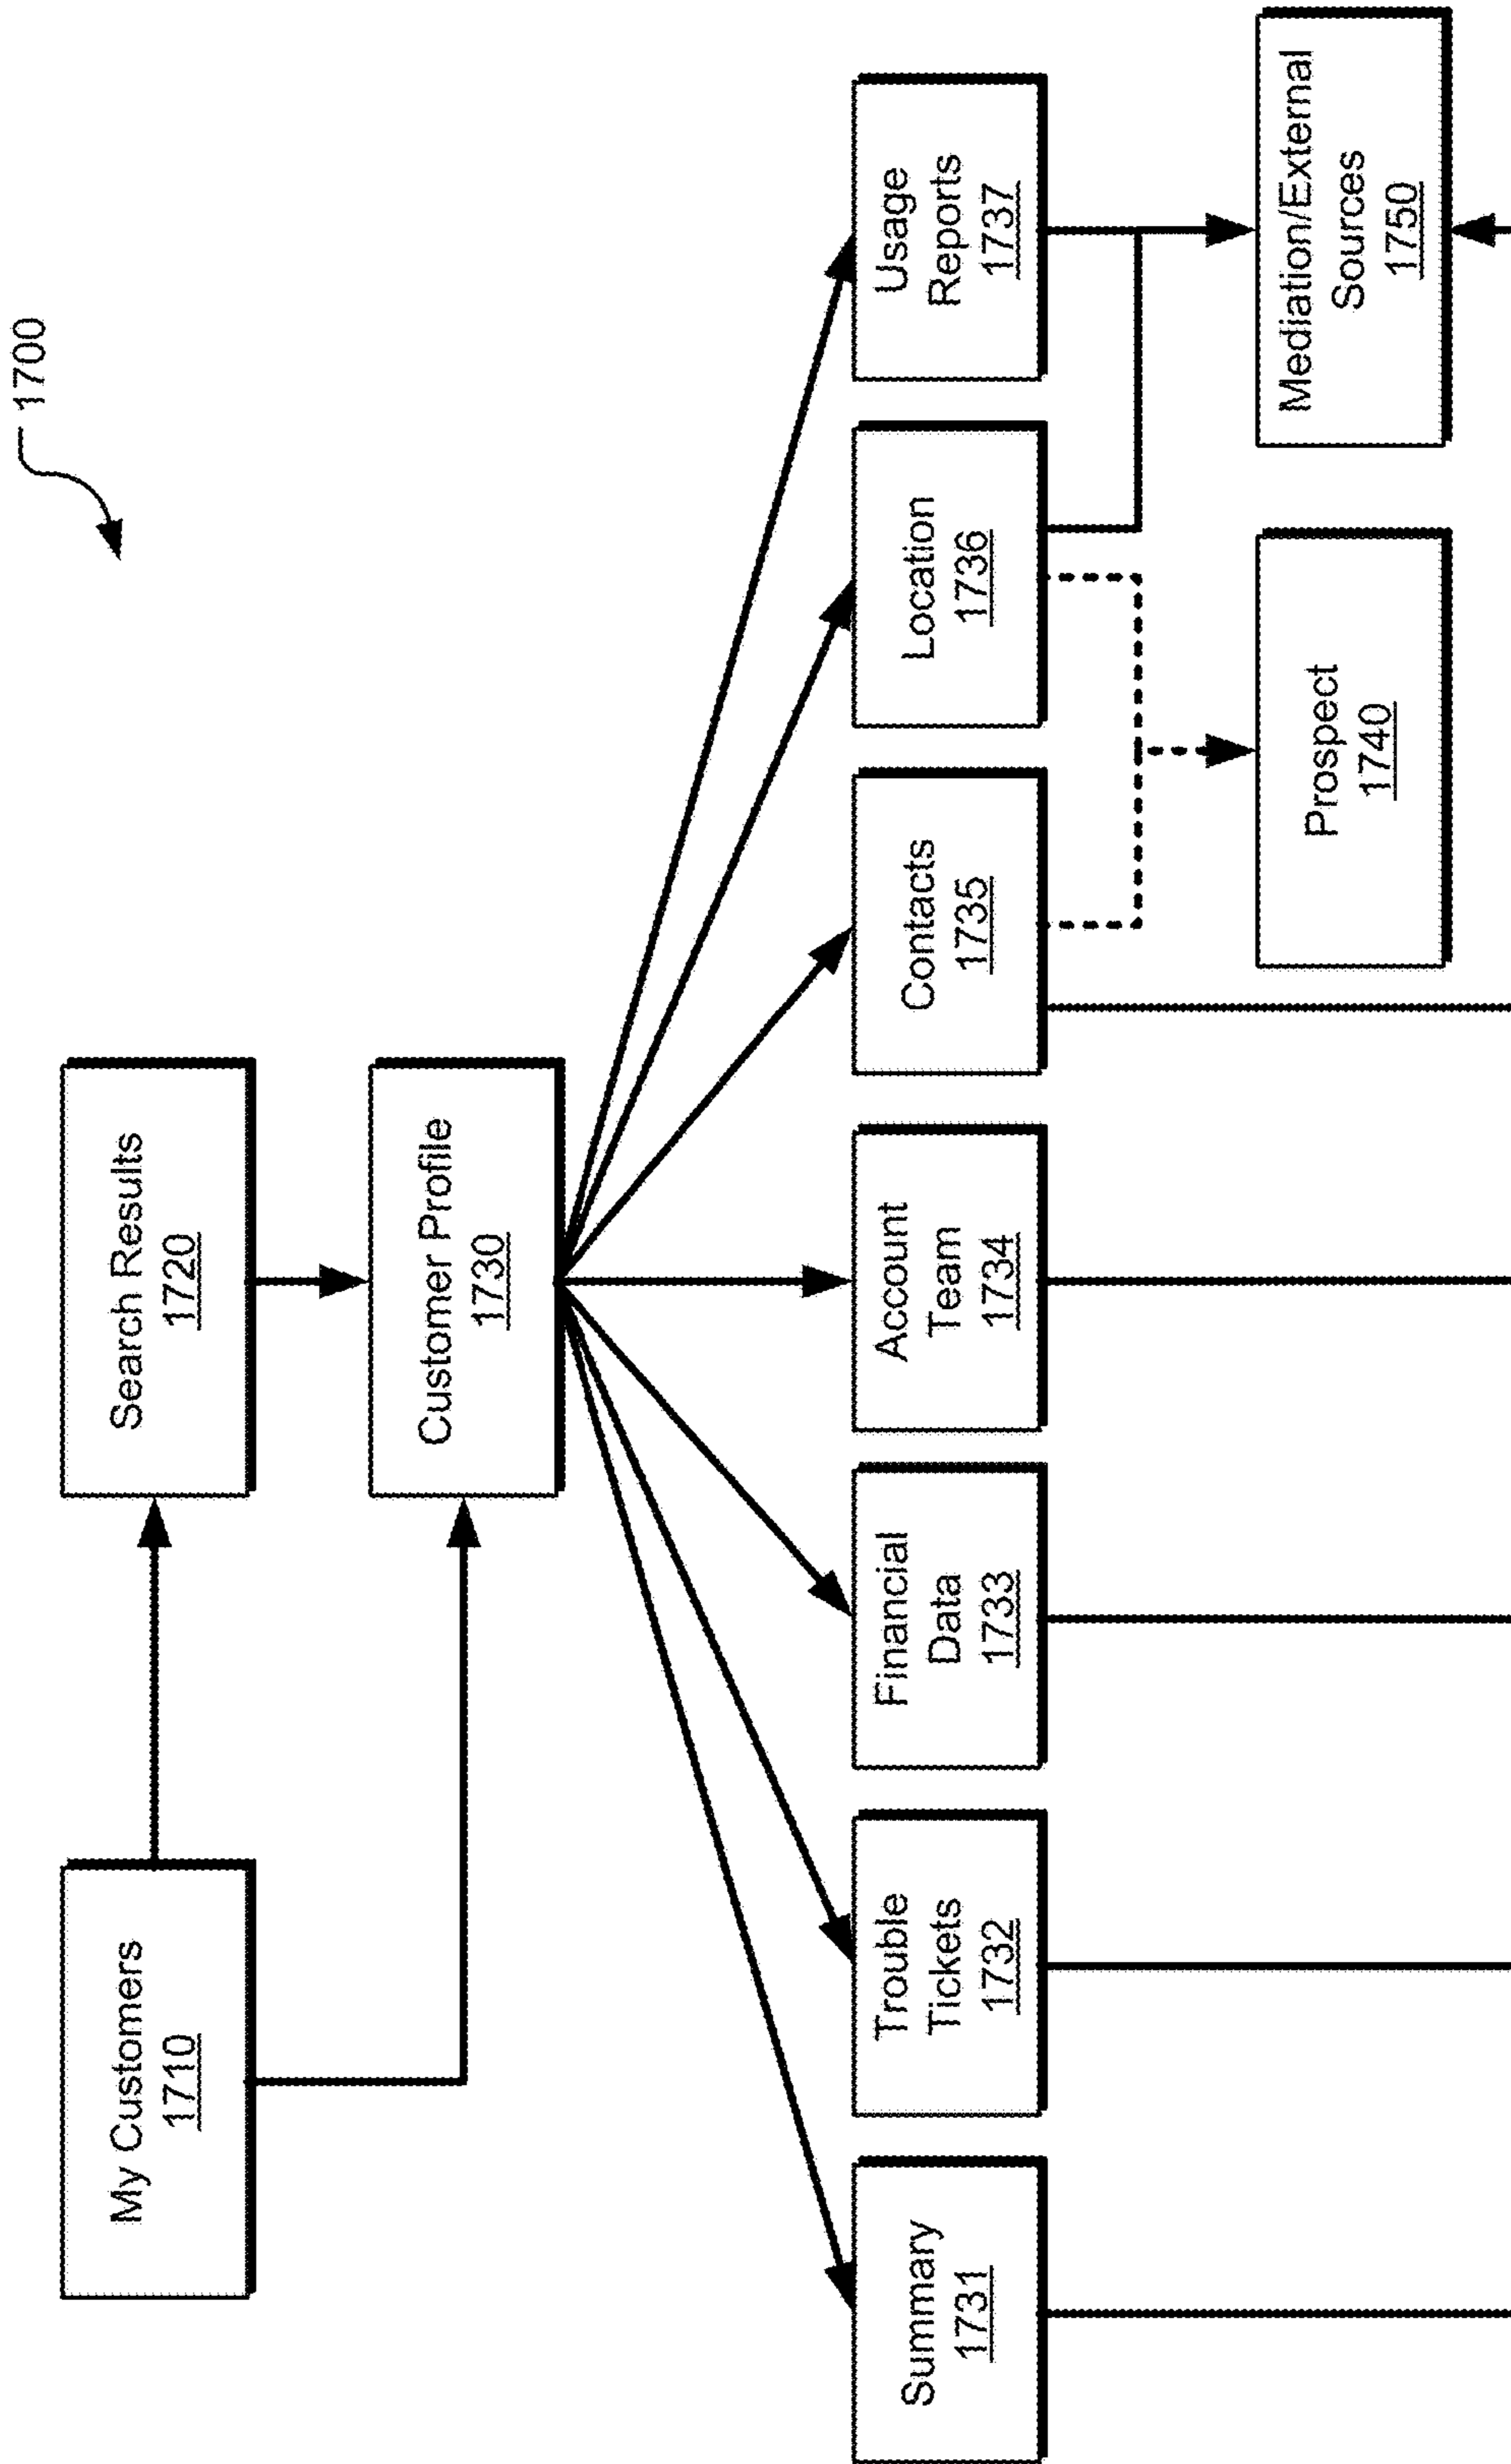 1700
My Customers
1710
Search Results
1720
Customer Profile
1730
Summary
1731
Trouble
Tickets
1732
Financial
Data
1733
Account
Team
1734
Contacts
1735
Location
1736
Usage
Reports
1737
Prospect
1740
Mediation/External
Sources
1750